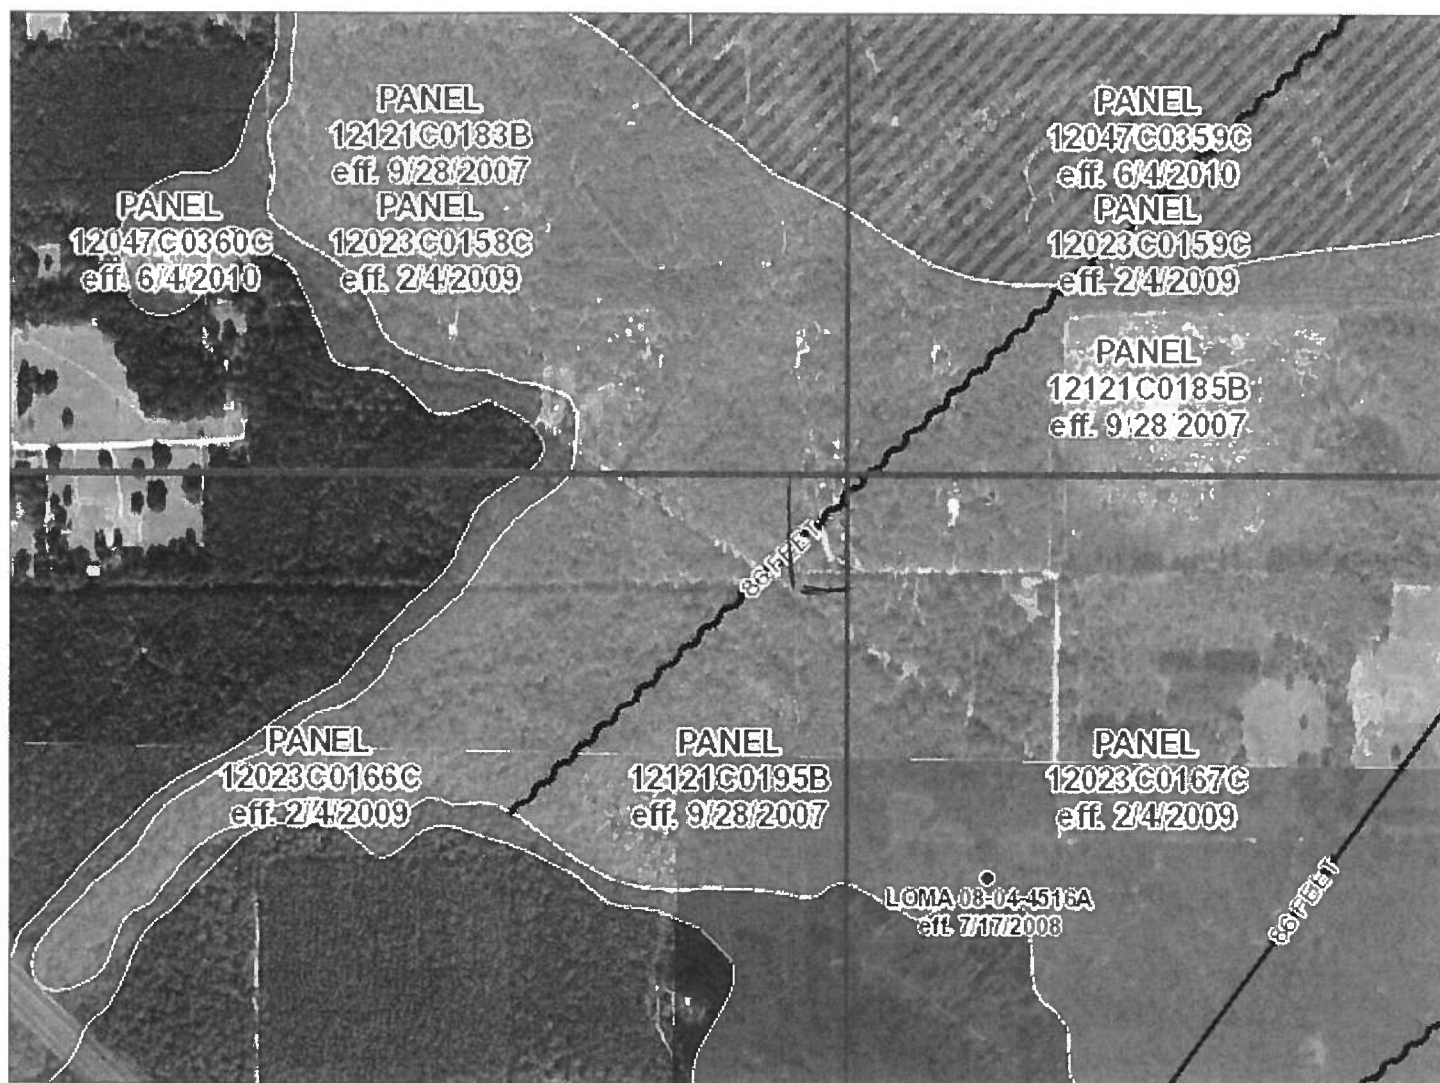 PANEL
12121C0183B
eff. 9/28/2007
PANEL
12023C0158C
eff. 2/4/2009
PANEL
12047C0360C
eff. 6/4/2010
PANEL
12047C0359C
eff. 6/4/2010
PANEL
12023C0159C
eff. 2/4/2009
PANEL
12121C0185B
eff. 9/28/2007
86 FEET
PANEL
12023C0166C
eff. 2/4/2009
PANEL
12121C0195B
eff. 9/28/2007
PANEL
12023C0167C
eff. 2/4/2009
LOMA 08-04-4516A
eff. 7/17/2008
86 FEET